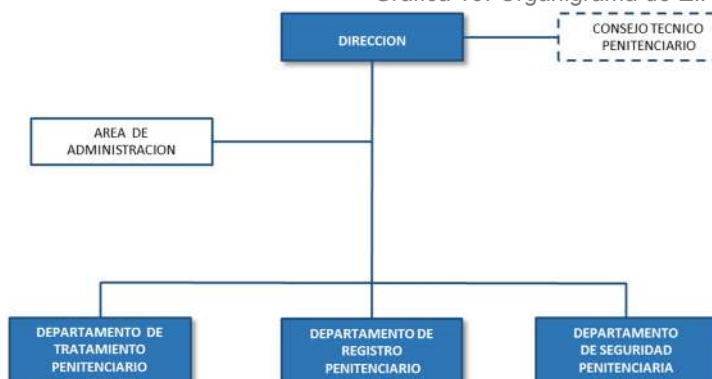 DIRECCION
CONSEJO TECNICO
PENITENCIARIO
AREA DE
ADMINISTRACION
DEPARTAMENTO DE
TRATAMIENTO
PENITENCIARIO
DEPARTAMENTO DE
REGISTRO
PENITENCIARIO
DEPARTAMENTO
DE SEGURIDAD
PENITENCIARIA